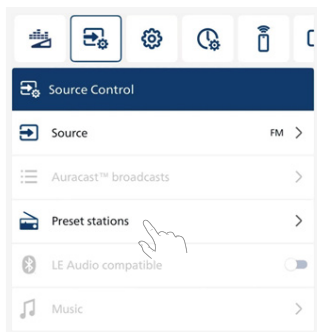 Source Control
Source FM
Auracast™ broadcasts
Preset stations
LE Audio compatible
Music